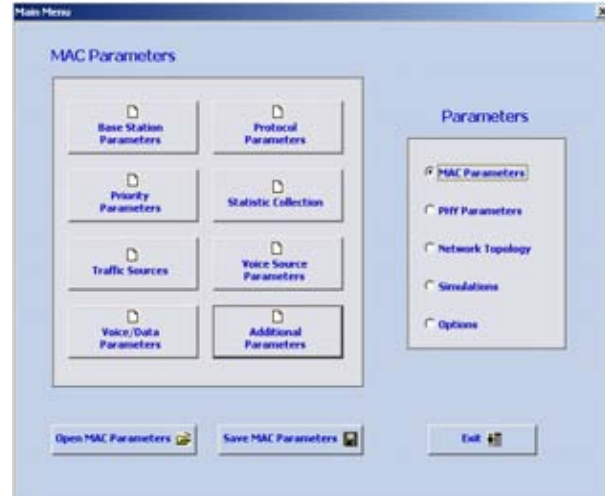 Main Menu
MAC Parameters
Base Station
Parameters
Protocol
Parameters
Priority
Parameters
Statistic Collection
Traffic Sources
Voice Source
Parameters
Voice/Data
Parameters
Additional
Parameters
Open MAC Parameters
Save MAC Parameters
Parameters
MAC Parameters
PHY Parameters
Network Topology
Simulations
Options
Exit